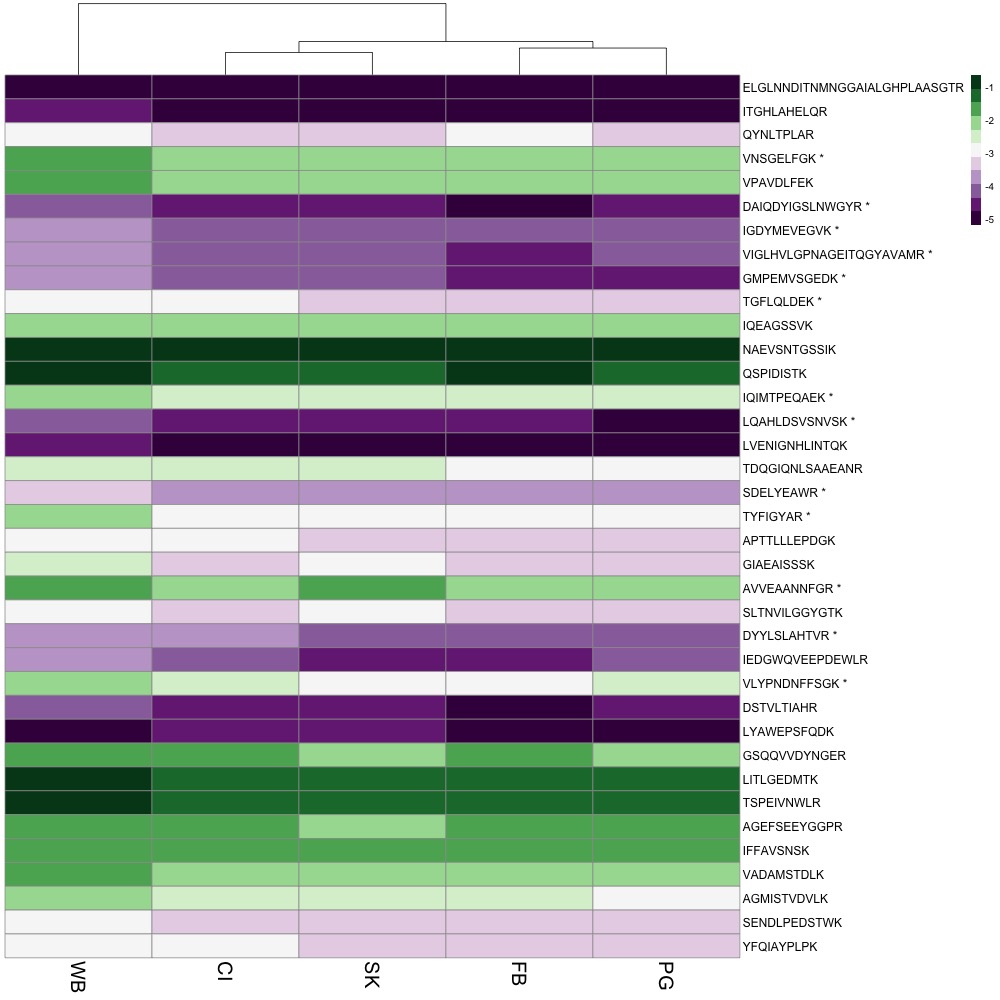 ELGLNNDITNMNGGAIALGHPLAASGTR
ITGHLAHELQR
QYNLTPLAR
VNSGELFGK *
VPAVDLFEK
DAIQDYIGSLNWGYR *
IGDYMEVEGVK *
VIGLHVLGPNAGEITQGYAVAMR *
GMPEMVSGEDK *
TGFLQLDEK *
IQEAGSSVK
NAEVSNTGSSIK
QSPIDISTK
IQIMTPEQAEK *
LQAHLDSVSNVSK *
LVENIGNHLINTQK
TDQGIQNLSAAEANR
SDELYEAWR *
TYFIGYAR *
APTTLLLEPDGK
GIAEAISSSK
AVVEAANNFGR *
SLTNVILGGYGTK
DYYLSLAHTVR *
IEDGWQVEEPDEWLR
VLYPNDNFFSGK *
DSTVLTIAHR
LYAWEPSFQDK
GSQQVVDYNGER
LITLGEDMTK
TSPEIVNWLR
AGEFSEEYGGPR
IFFAVSNSK
VADAMSTDLK
AGMISTVDVLK
SENDLPEDSTWK
YFQIAYPLPK
-1
-2
-3
-4
-5
WB
CI
SK
FB
PG